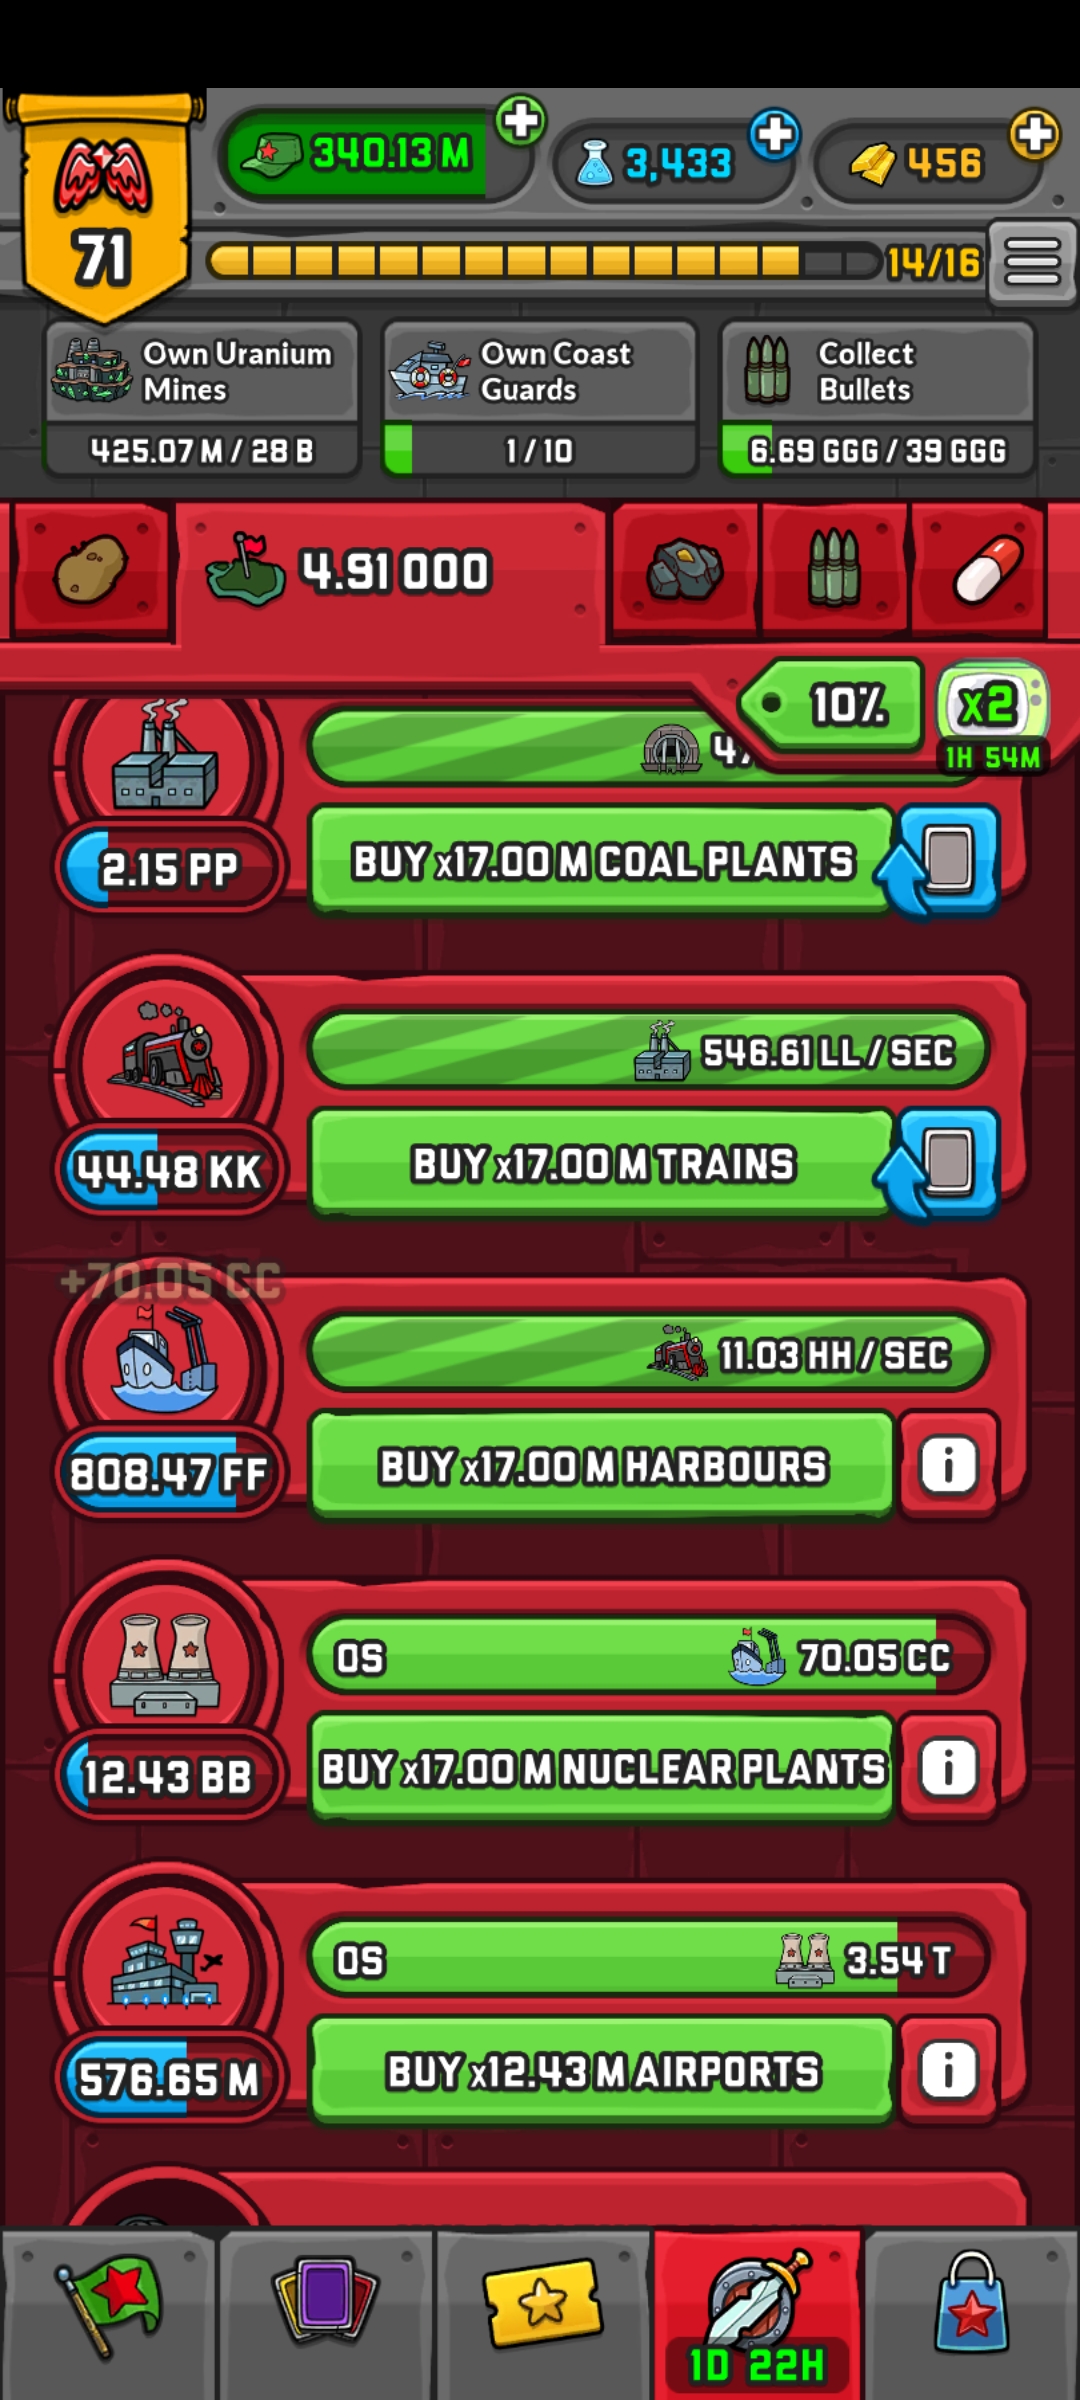 340.13 M
3,433
456
71
14/16
Own Uranium
Mines
Own Coast
Guards
Collect
Bullets
425.07 M / 28 B
1 / 10
6.69 GGG / 39 GGG
4.91 OOO
10%
x2
1H 54M
2.15 PP
BUY x17.00 M COAL PLANTS
546.61 LL / SEC
44.48 KK
BUY x17.00 M TRAINS
+70.05 CC
11.03 HH / SEC
808.47 FF
BUY x17.00 M HARBOURS
0S
70.05 CC
12.43 BB
BUY x17.00 M NUCLEAR PLANTS
0S
3.54 T
576.65 M
BUY x12.43 M AIRPORTS
1D 22H